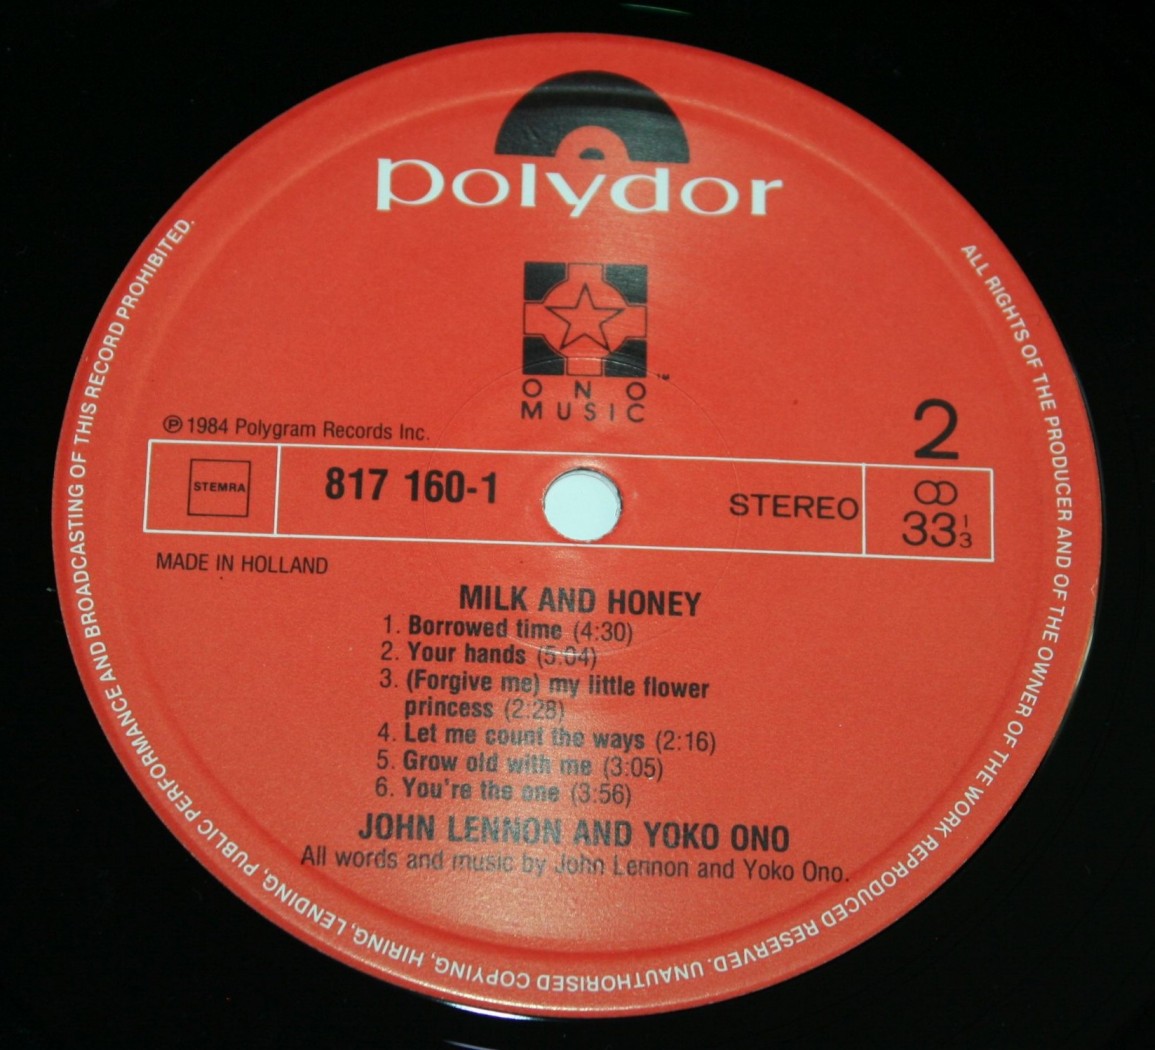 polydor
ONO
MUSIC
™
℗ 1984 Polygram Records Inc.
2
STEMRA
817 160-1
STEREO
33 1/3
MADE IN HOLLAND
MILK AND HONEY
1. Borrowed time (4:30)
2. Your hands (5:04)
3. (Forgive me) my little flower
princess (2:28)
4. Let me count the ways (2:16)
5. Grow old with me (3:05)
6. You're the one (3:56)
JOHN LENNON AND YOKO ONO
All words and music by John Lennon and Yoko Ono.
ALL RIGHTS OF THE PRODUCER AND OF THE OWNER OF THE WORK REPRODUCED RESERVED. UNAUTHORISED COPYING, HIRING, LENDING, PUBLIC PERFORMANCE AND BROADCASTING OF THIS RECORD PROHIBITED.